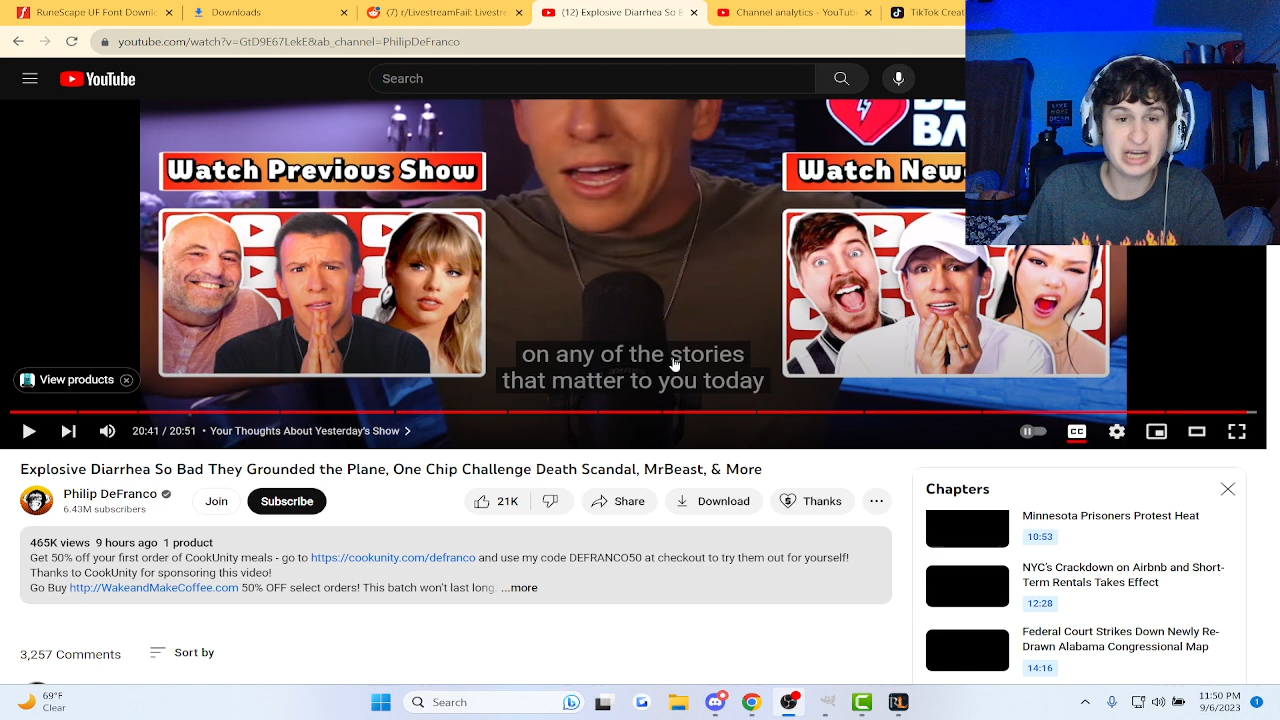 RuneScape UF Font Downlo
Downloads
(7) /r/LivestreamFail: Livestre
(12) Explosive Diarrhea So B
Channel analytics - YouTub
TikTok Creat
youtube.com/watch?v=GtD9E67LekE&ab_channel=PhilipDeFranco
YouTube
Search
LIVE
HOPE
DREAM
BA
Watch Previous Show
Watch New
on any of the stories
that matter to you today
View products
20:41 / 20:51 • Your Thoughts About Yesterday's Show
CC
Explosive Diarrhea So Bad They Grounded the Plane, One Chip Challenge Death Scandal, MrBeast, & More
Philip DeFranco
6.43M subscribers
Join
Subscribe
21K
Share
Download
Thanks
465K views 9 hours ago 1 product
Get 50% off your first order of CookUnity meals - go to https://cookunity.com/defranco and use my code DEFRANCO50 at checkout to try them out for yourself!
Thanks to CookUnity for sponsoring this video!
Go Buy http://WakeandMakeCoffee.com 50% OFF select orders! This batch won't last long. ...more
3,257 Comments
Sort by
Chapters
Minnesota Prisoners Protest Heat
10:53
NYC's Crackdown on Airbnb and Short-
Term Rentals Takes Effect
12:28
Federal Court Strikes Down Newly Re-
Drawn Alabama Congressional Map
14:16
69°F
Clear
Search
11:50 PM
9/6/2023
1